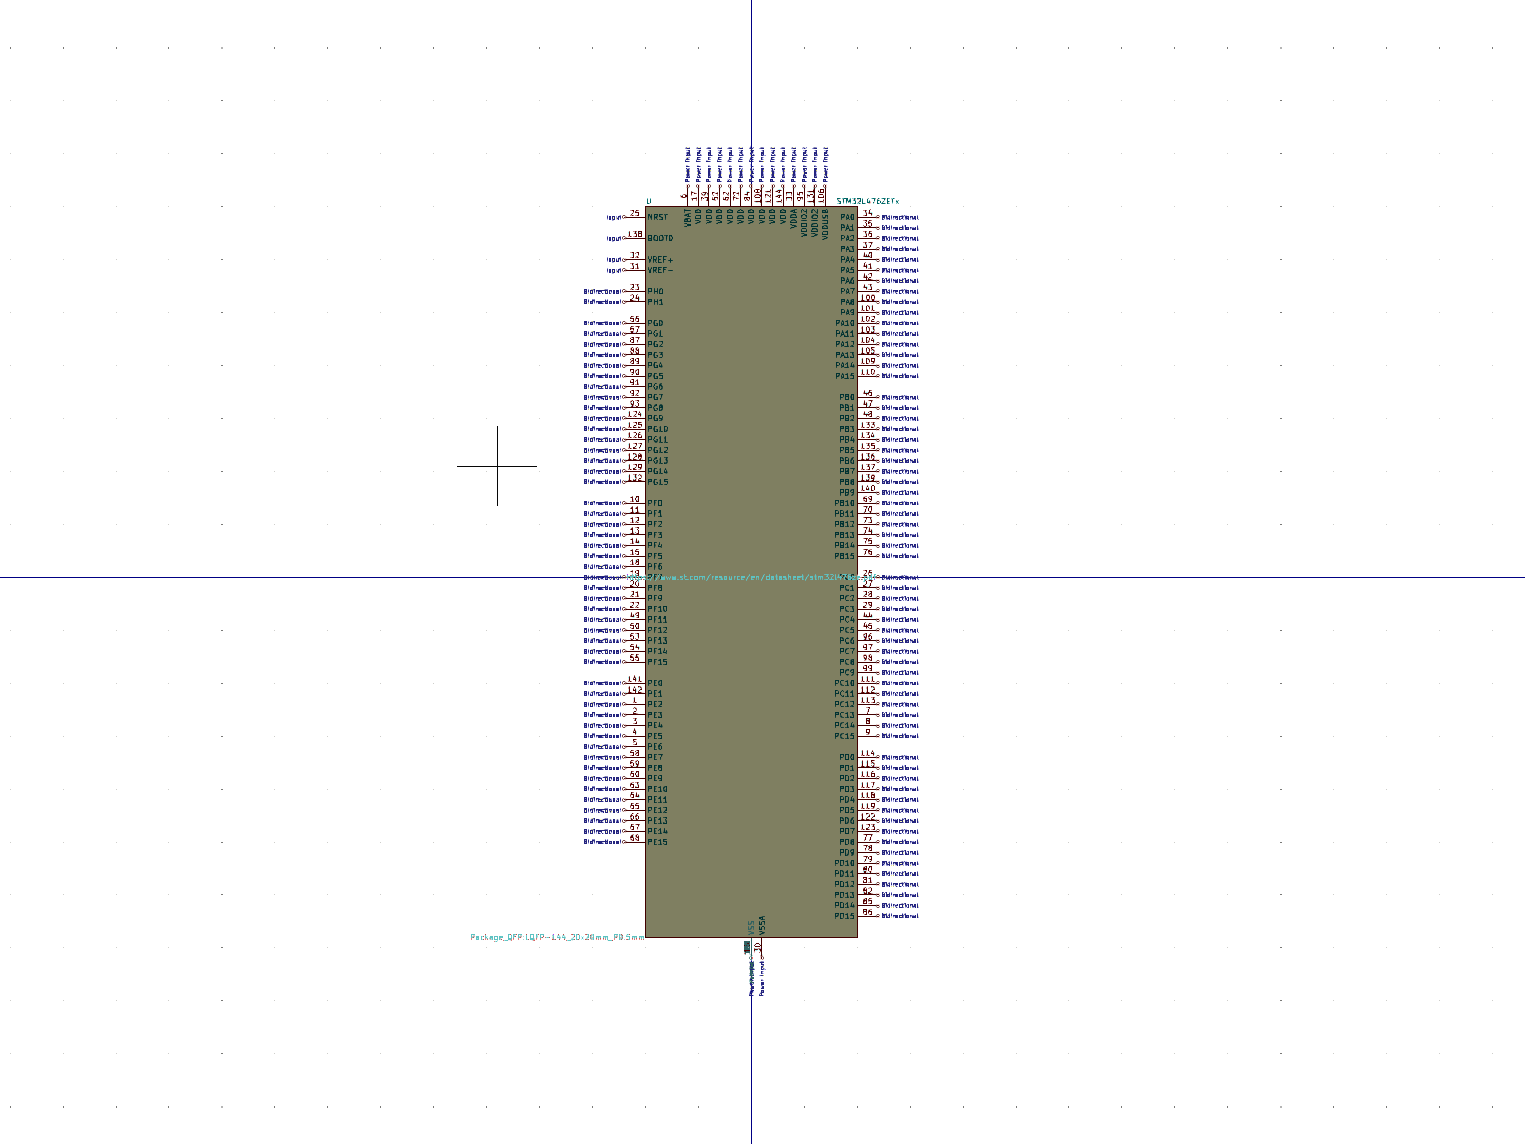 Power Input Power Input Power Input Power Input Power Input Power Input Power Input Power Input Power Input Power Input Power Input Power Input Power Input Power Input
6 17 39 52 62 72 84 108 121 144 33 95 131 106
U STM32L476ZETx
VBAT VDD VDD VDD VDD VDD VDD VDD VDD VDD VDDA VDDIO2 VDDIO2 VDDUSB
Input 25 NRST
Input 138 BOOT0
Input 32 VREF+
Input 31 VREF-
Bidirectional 23 PH0
Bidirectional 24 PH1
Bidirectional 56 PG0
Bidirectional 57 PG1
Bidirectional 87 PG2
Bidirectional 88 PG3
Bidirectional 89 PG4
Bidirectional 90 PG5
Bidirectional 91 PG6
Bidirectional 92 PG7
Bidirectional 93 PG8
Bidirectional 124 PG9
Bidirectional 125 PG10
Bidirectional 126 PG11
Bidirectional 127 PG12
Bidirectional 128 PG13
Bidirectional 129 PG14
Bidirectional 132 PG15
Bidirectional 10 PF0
Bidirectional 11 PF1
Bidirectional 12 PF2
Bidirectional 13 PF3
Bidirectional 14 PF4
Bidirectional 15 PF5
Bidirectional 18 PF6
Bidirectional 19 PF7
Bidirectional 20 PF8
Bidirectional 21 PF9
Bidirectional 22 PF10
Bidirectional 49 PF11
Bidirectional 50 PF12
Bidirectional 53 PF13
Bidirectional 54 PF14
Bidirectional 55 PF15
Bidirectional 141 PE0
Bidirectional 142 PE1
Bidirectional 1 PE2
Bidirectional 2 PE3
Bidirectional 3 PE4
Bidirectional 4 PE5
Bidirectional 5 PE6
Bidirectional 58 PE7
Bidirectional 59 PE8
Bidirectional 60 PE9
Bidirectional 63 PE10
Bidirectional 64 PE11
Bidirectional 65 PE12
Bidirectional 66 PE13
Bidirectional 67 PE14
Bidirectional 68 PE15
PA0 34 Bidirectional
PA1 35 Bidirectional
PA2 36 Bidirectional
PA3 37 Bidirectional
PA4 40 Bidirectional
PA5 41 Bidirectional
PA6 42 Bidirectional
PA7 43 Bidirectional
PA8 100 Bidirectional
PA9 101 Bidirectional
PA10 102 Bidirectional
PA11 103 Bidirectional
PA12 104 Bidirectional
PA13 105 Bidirectional
PA14 109 Bidirectional
PA15 110 Bidirectional
PB0 46 Bidirectional
PB1 47 Bidirectional
PB2 48 Bidirectional
PB3 133 Bidirectional
PB4 134 Bidirectional
PB5 135 Bidirectional
PB6 136 Bidirectional
PB7 137 Bidirectional
PB8 139 Bidirectional
PB9 140 Bidirectional
PB10 69 Bidirectional
PB11 70 Bidirectional
PB12 73 Bidirectional
PB13 74 Bidirectional
PB14 75 Bidirectional
PB15 76 Bidirectional
26 Bidirectional
PC1 27 Bidirectional
PC2 28 Bidirectional
PC3 29 Bidirectional
PC4 44 Bidirectional
PC5 45 Bidirectional
PC6 96 Bidirectional
PC7 97 Bidirectional
PC8 98 Bidirectional
PC9 99 Bidirectional
PC10 111 Bidirectional
PC11 112 Bidirectional
PC12 113 Bidirectional
PC13 7 Bidirectional
PC14 8 Bidirectional
PC15 9 Bidirectional
PD0 114 Bidirectional
PD1 115 Bidirectional
PD2 116 Bidirectional
PD3 117 Bidirectional
PD4 118 Bidirectional
PD5 119 Bidirectional
PD6 122 Bidirectional
PD7 123 Bidirectional
PD8 77 Bidirectional
PD9 78 Bidirectional
PD10 79 Bidirectional
PD11 80 Bidirectional
PD12 81 Bidirectional
PD13 82 Bidirectional
PD14 85 Bidirectional
PD15 86 Bidirectional
VSS VSSA
Package_QFP:LQFP-144_20x20mm_P0.5mm
30
Power Input